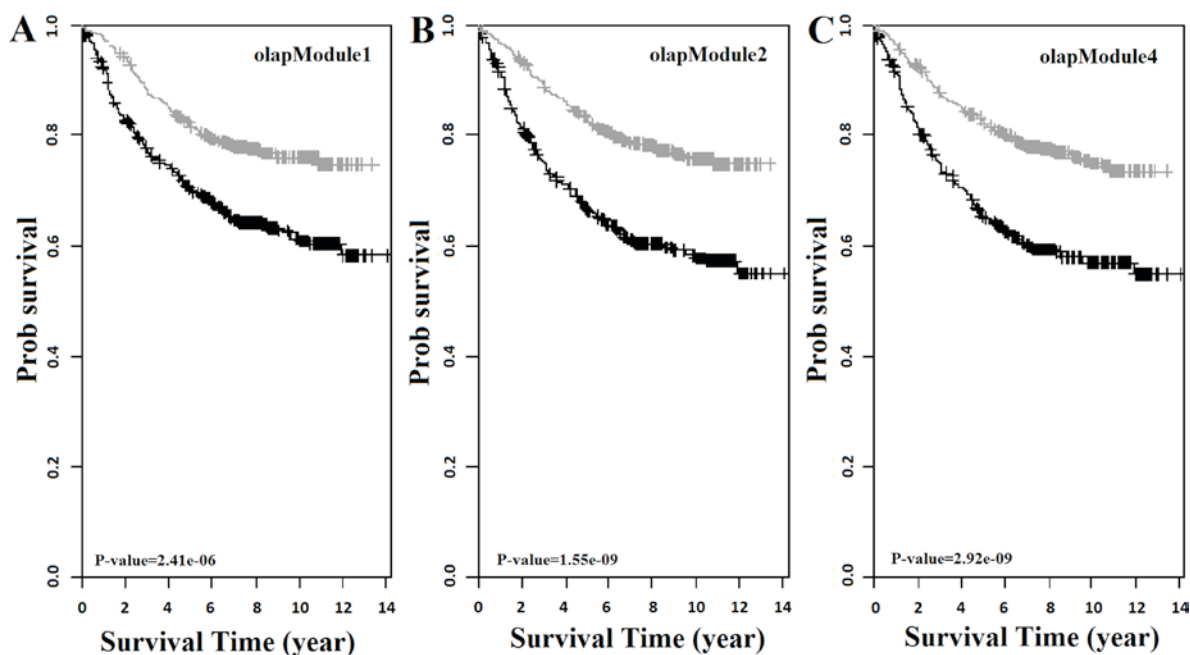 A
olapModule1
Prob survival
1.0
0.8
0.6
0.4
0.2
0.0
P-value=2.41e-06
0 2 4 6 8 10 12 14
Survival Time (year)
B
olapModule2
Prob survival
1.0
0.8
0.6
0.4
0.2
0.0
P-value=1.55e-09
0 2 4 6 8 10 12 14
Survival Time (year)
C
olapModule4
Prob survival
1.0
0.8
0.6
0.4
0.2
0.0
P-value=2.92e-09
0 2 4 6 8 10 12 14
Survival Time (year)